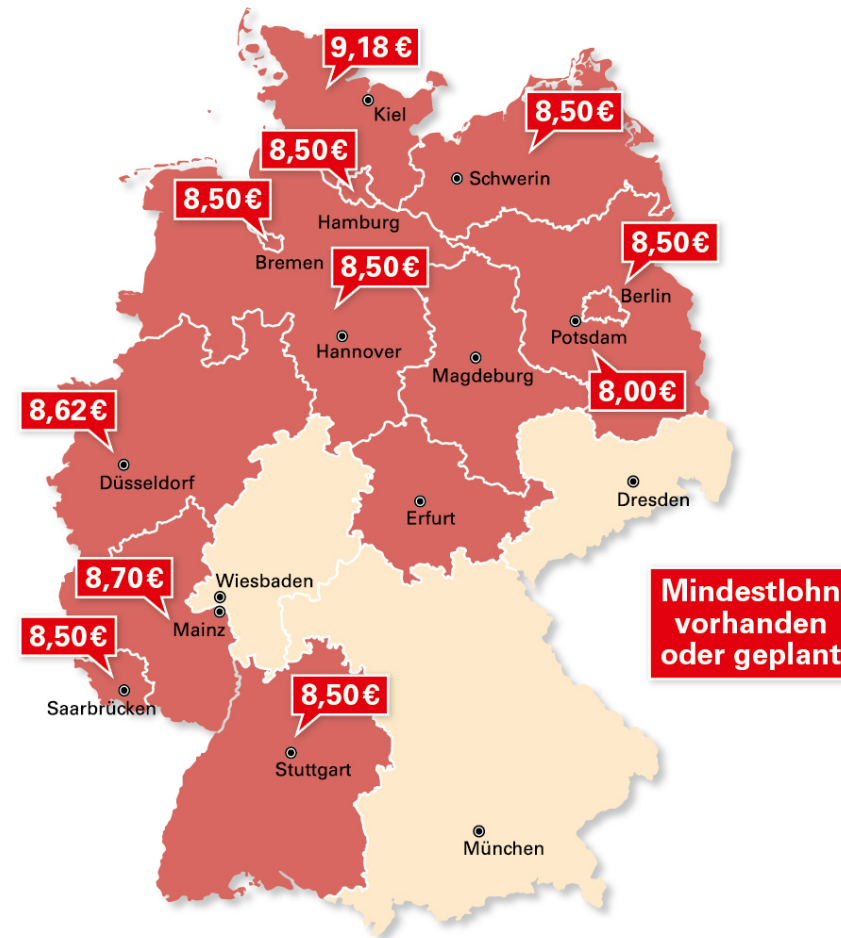 9,18 €
Kiel
8,50 €
8,50 €
Schwerin
8,50 €
Hamburg
8,50 €
Bremen
8,50 €
Berlin
Potsdam
Hannover
Magdeburg
8,00 €
8,62 €
Düsseldorf
Dresden
Erfurt
8,70 €
Wiesbaden
Mainz
Mindestlohn
vorhanden
oder geplant
8,50 €
Saarbrücken
8,50 €
Stuttgart
München